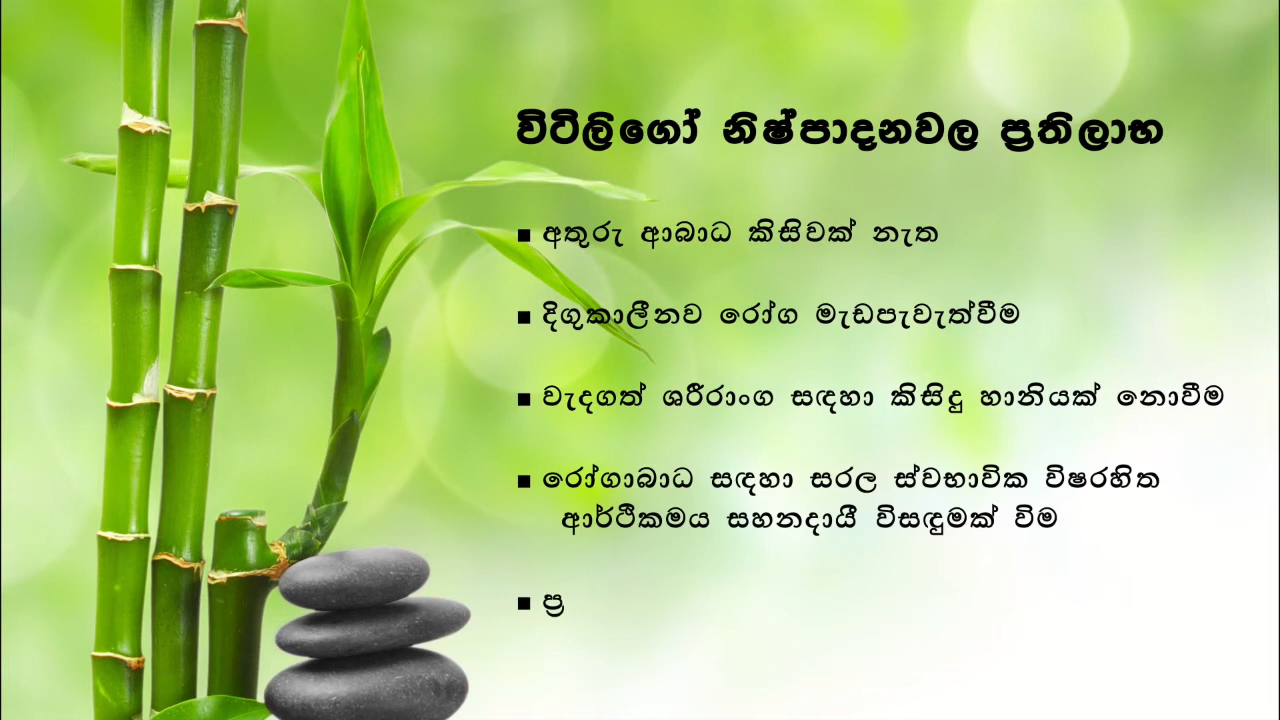 විටිලිගෝ නිෂ්පාදනවල ප්‍රතිලාභ
▪ අතුරු ආබාධ කිසිවක් නැත
▪ දිගුකාලීනව රෝග මැඩපැවැත්වීම
▪ වැදගත් ශරීරාංග සඳහා කිසිදු හානියක් නොවීම
▪ රෝගාබාධ සඳහා සරල ස්වභාවික විෂරහිත
ආර්ථිකමය සහනදායී විසඳුමක් විම
▪ ප්‍ර